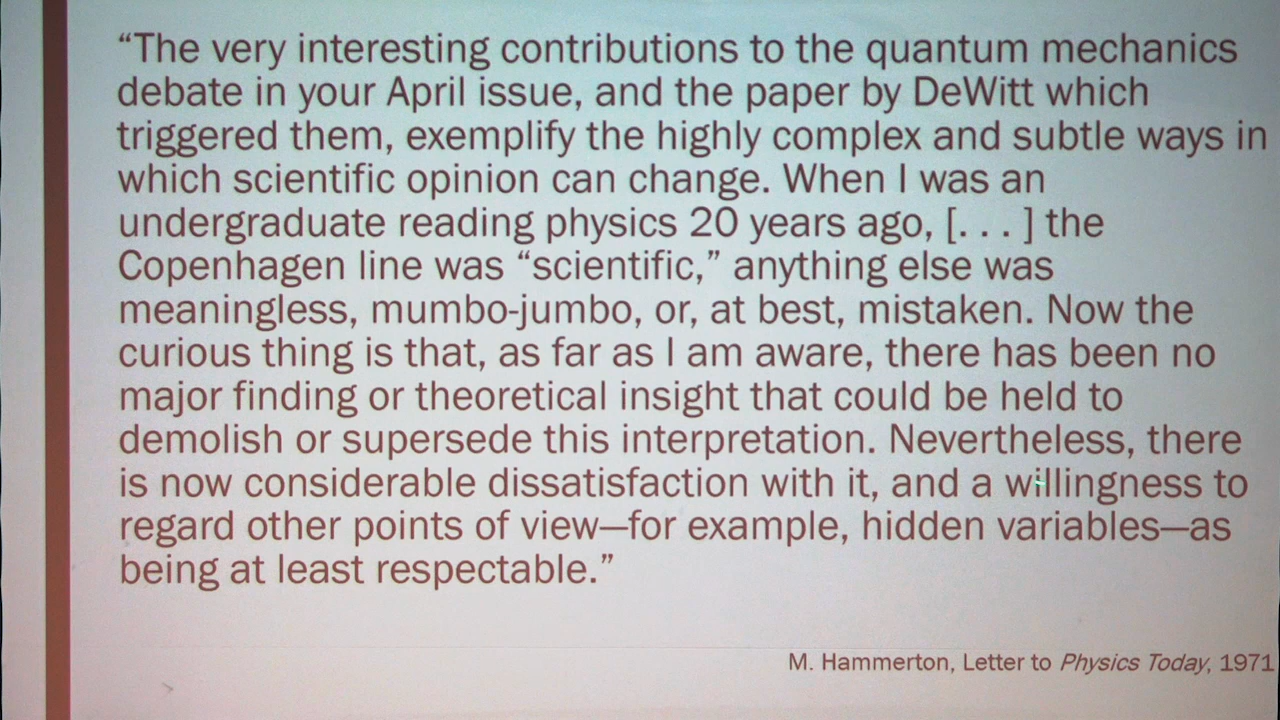 “The very interesting contributions to the quantum mechanics
debate in your April issue, and the paper by DeWitt which
triggered them, exemplify the highly complex and subtle ways in
which scientific opinion can change. When I was an
undergraduate reading physics 20 years ago, [. . . ] the
Copenhagen line was “scientific,” anything else was
meaningless, mumbo-jumbo, or, at best, mistaken. Now the
curious thing is that, as far as I am aware, there has been no
major finding or theoretical insight that could be held to
demolish or supersede this interpretation. Nevertheless, there
is now considerable dissatisfaction with it, and a willingness to
regard other points of view—for example, hidden variables—as
being at least respectable.”
M. Hammerton, Letter to Physics Today, 1971